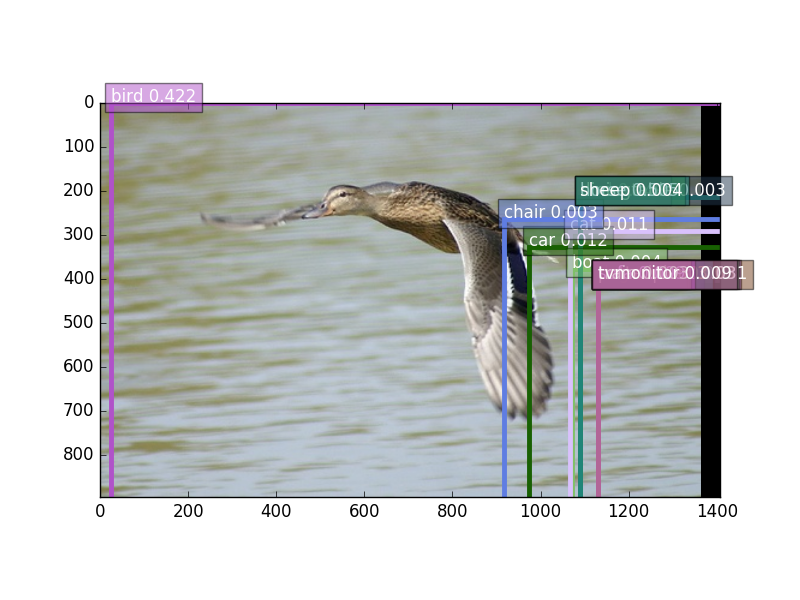 bird 0.422
0
100
200
300
400
500
600
700
800
sheep 0.004
0.003
chair 0.003
cat 0.011
car 0.012
boat 0.004
tvmonitor 0.009
0 200 400 600 800 1000 1200 1400